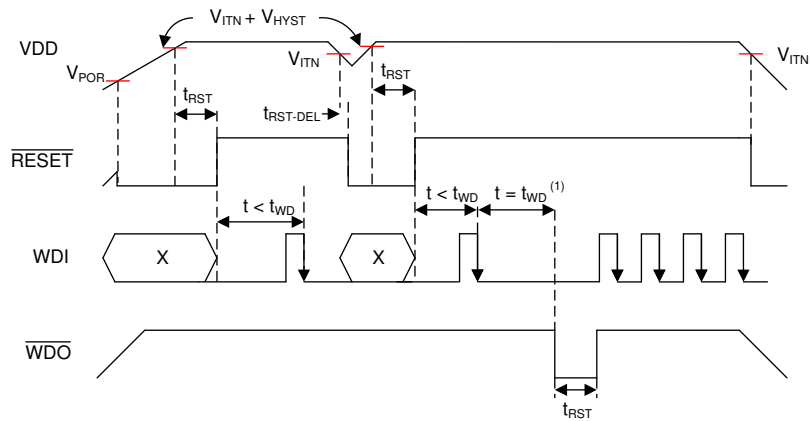 V_ITN + V_HYST
VDD
V_POR
V_ITN
V_ITN
t_RST
t_RST
t_RST-DEL
RESET
t < t_WD
t < t_WD
t = t_WD (1)
WDI
X
X
WDO
t_RST